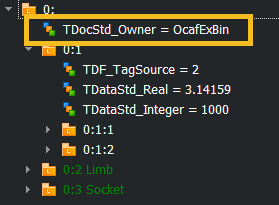 0:
TDocStd_Owner = OcafExBin
0:1
TDF_TagSource = 2
TDataStd_Real = 3.14159
TDataStd_Integer = 1000
0:1:1
0:1:2
0:2 Limb
0:3 Socket